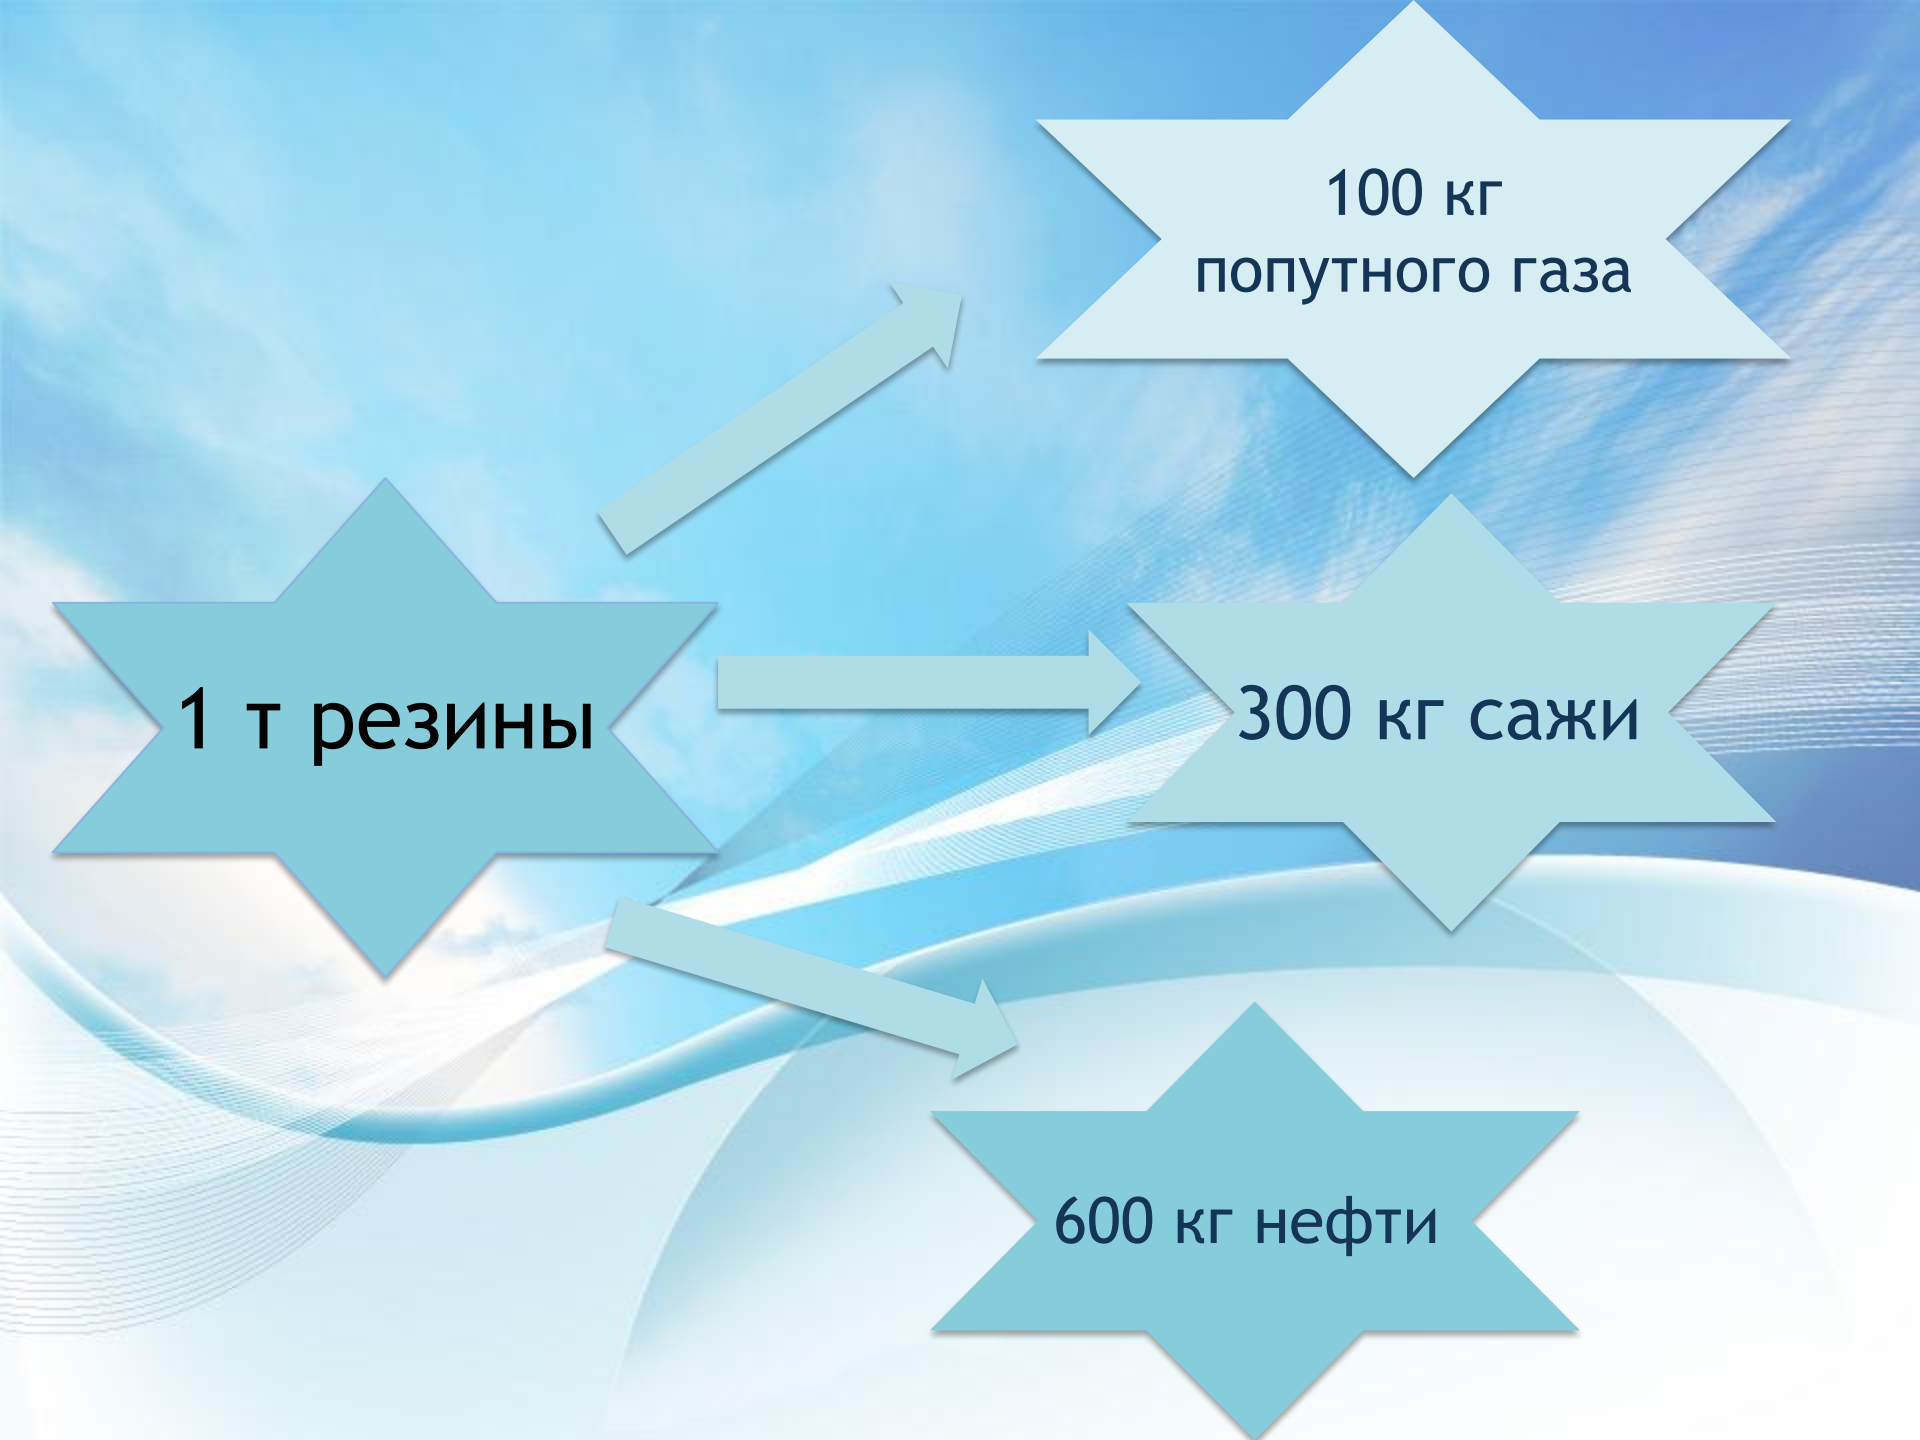 100 кг
попутного газа
1 т резины
300 кг сажи
600 кг нефти